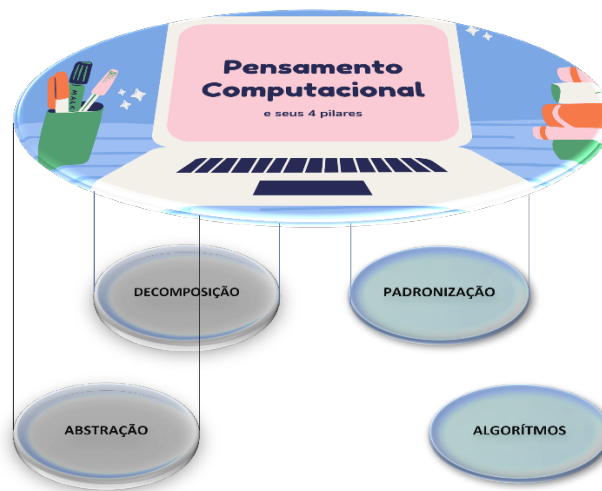 Pensamento
Computacional
e seus 4 pilares
DECOMPOSIÇÃO
PADRONIZAÇÃO
ABSTRAÇÃO
ALGORÍTMOS